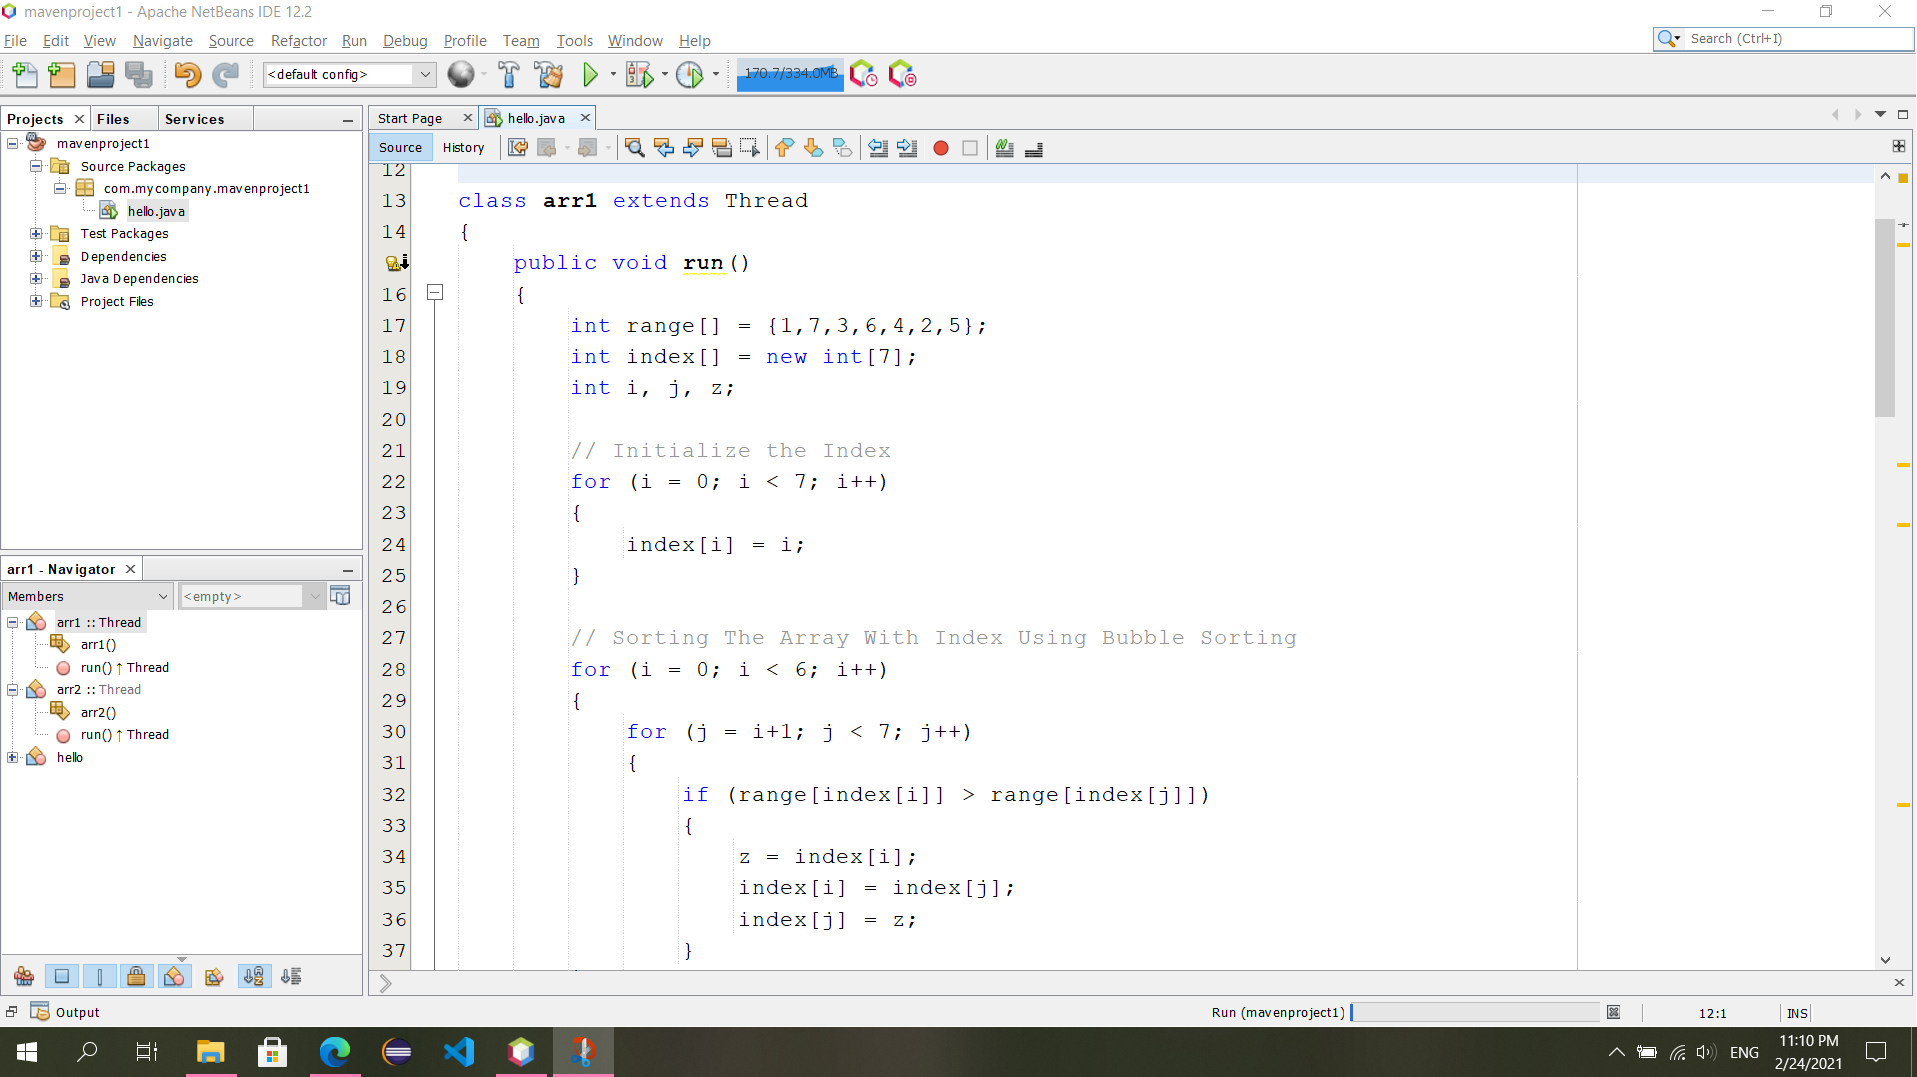 mavenproject1 - Apache NetBeans IDE 12.2
File Edit View Navigate Source Refactor Run Debug Profile Team Tools Window Help
Search (Ctrl+I)
<default config>
170.7/334.0MB
Projects Files Services
mavenproject1
Source Packages
com.mycompany.mavenproject1
hello.java
Test Packages
Dependencies
Java Dependencies
Project Files
arr1 - Navigator
Members
<empty>
arr1 :: Thread
arr1()
run() ↑ Thread
arr2 :: Thread
arr2()
run() ↑ Thread
hello
Start Page hello.java
Source History
12
13 class arr1 extends Thread
14 {
public void run()
16 {
17 int range[] = {1,7,3,6,4,2,5};
18 int index[] = new int[7];
19 int i, j, z;
20
21 // Initialize the Index
22 for (i = 0; i < 7; i++)
23 {
24 index[i] = i;
25 }
26
27 // Sorting The Array With Index Using Bubble Sorting
28 for (i = 0; i < 6; i++)
29 {
30 for (j = i+1; j < 7; j++)
31 {
32 if (range[index[i]] > range[index[j]])
33 {
34 z = index[i];
35 index[i] = index[j];
36 index[j] = z;
37 }
Output
Run (mavenproject1)
12:1
INS
ENG
11:10 PM
2/24/2021